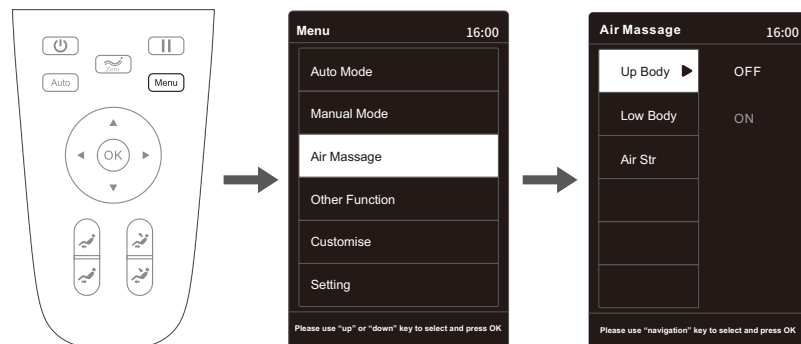 Zero
Auto
Menu
OK
Menu 16:00
Auto Mode
Manual Mode
Air Massage
Other Function
Customise
Setting
Please use “up” or “down” key to select and press OK
Air Massage 16:00
Up Body OFF
Low Body ON
Air Str
Please use “navigation” key to select and press OK